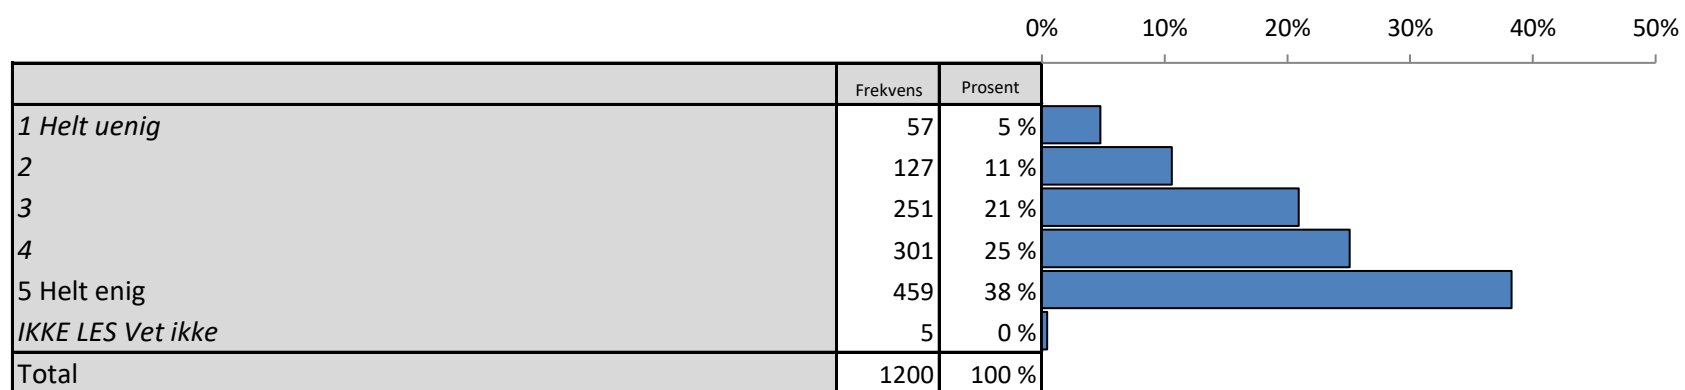 0% 10% 20% 30% 40% 50%
Frekvens Prosent
1 Helt uenig 57 5 %
2 127 11 %
3 251 21 %
4 301 25 %
5 Helt enig 459 38 %
IKKE LES Vet ikke 5 0 %
Total 1200 100 %